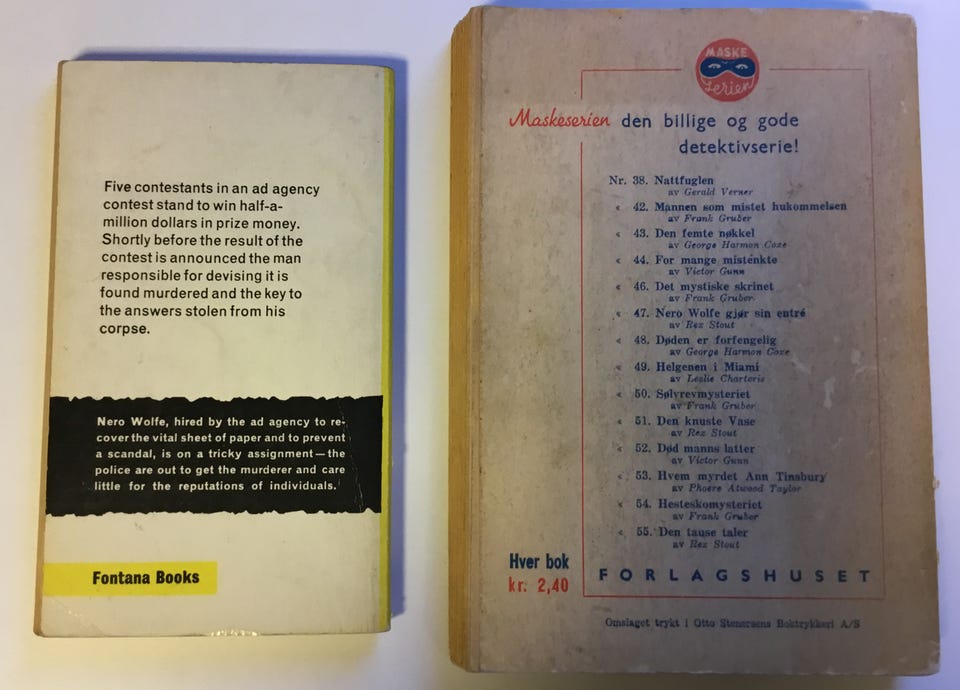 Five contestants in an ad agency
contest stand to win half-a-
million dollars in prize money.
Shortly before the result of the
contest is announced the man
responsible for devising it is
found murdered and the key to
the answers stolen from his
corpse.
Nero Wolfe, hired by the ad agency to re-
cover the vital sheet of paper and to prevent
a scandal, is on a tricky assignment—the
police are out to get the murderer and care
little for the reputations of individuals.
Fontana Books
MASKE
serien
Maskeserien den billige og gode
detektivserie!
Nr. 38. Nattfuglen
av Gerald Verner
« 42. Mannen som mistet hukommelsen
av Frank Gruber
« 43. Den femte nøkkel
av George Harmon Coxe
« 44. For mange mistenkte
av Victor Gunn
« 46. Det mystiske skrinet
av Frank Gruber
« 47. Nero Wolfe gjør sin entré
av Rex Stout
« 48. Døden er forfengelig
av George Harmon Coxe
« 49. Helgenen i Miami
av Leslie Charteris
« 50. Sølvrevmysteriet
av Frank Gruber
« 51. Den knuste Vase
av Rex Stout
« 52. Død manns latter
av Victor Gunn
« 53. Hvem myrdet Ann Tinsbury
av Phoere Atwood Taylor
« 54. Hesteskomysteriet
av Frank Gruber
« 55. Den tause taler
av Rex Stout
Hver bok
kr. 2,40
FORLAGSHUSET
Omslaget trykt i Otto Stenersens Boktrykkeri A/S